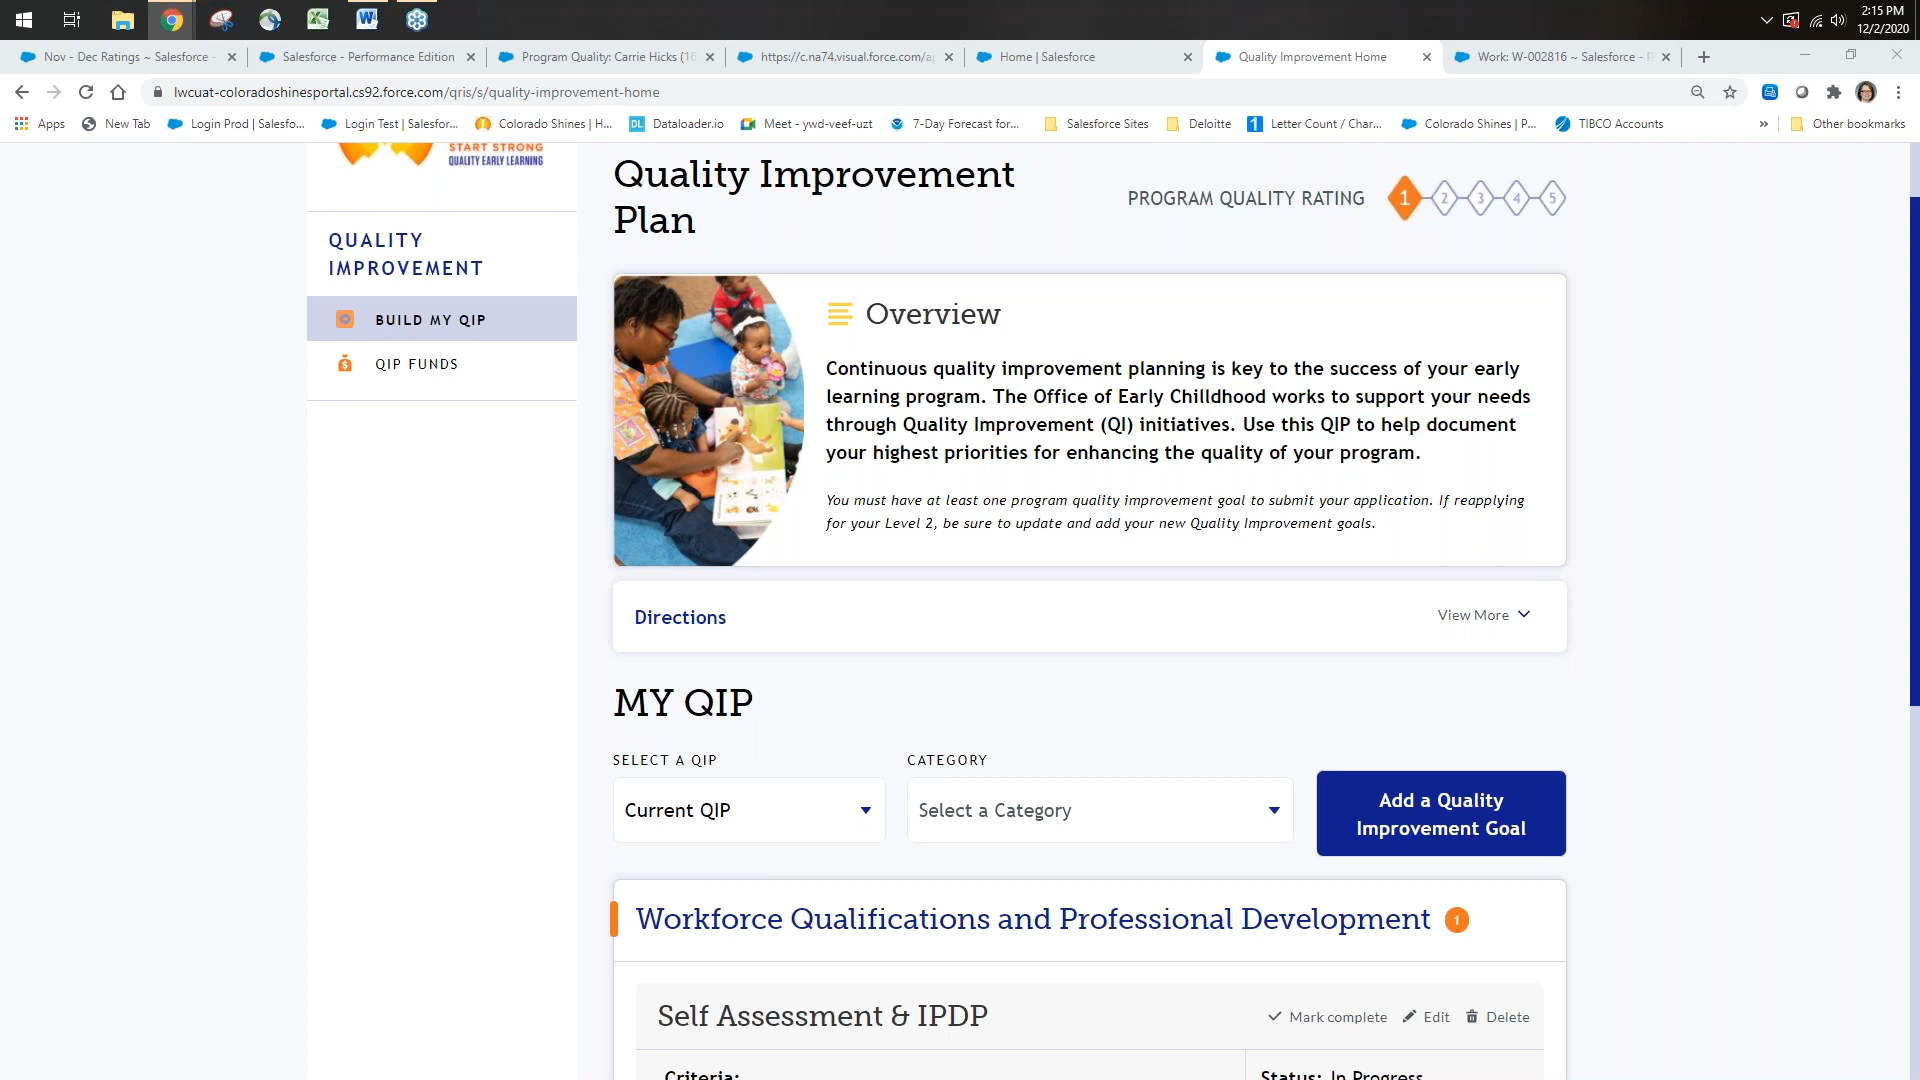 2:15 PM
12/2/2020
Nov - Dec Ratings ~ Salesforce -
Salesforce - Performance Edition
Program Quality: Carrie Hicks (16
https://c.na74.visual.force.com/a
Home | Salesforce
Quality Improvement Home
Work: W-002816 ~ Salesforce - P
lwcuat-coloradoshinesportal.cs92.force.com/qris/s/quality-improvement-home
Apps
New Tab
Login Prod | Salesfo...
Login Test | Salesfor...
Colorado Shines | H...
DL Dataloader.io
Meet - ywd-veef-uzt
7-Day Forecast for...
Salesforce Sites
Deloitte
1 Letter Count / Char...
Colorado Shines | P...
TIBCO Accounts
»
Other bookmarks
START STRONG
QUALITY EARLY LEARNING
QUALITY
IMPROVEMENT
BUILD MY QIP
QIP FUNDS
Quality Improvement
Plan
PROGRAM QUALITY RATING 1 2 3 4 5
Overview
Continuous quality improvement planning is key to the success of your early
learning program. The Office of Early Chilldhood works to support your needs
through Quality Improvement (QI) initiatives. Use this QIP to help document
your highest priorities for enhancing the quality of your program.
You must have at least one program quality improvement goal to submit your application. If reapplying
for your Level 2, be sure to update and add your new Quality Improvement goals.
Directions
View More
MY QIP
SELECT A QIP
CATEGORY
Current QIP
Select a Category
Add a Quality
Improvement Goal
Workforce Qualifications and Professional Development 1
Self Assessment & IPDP
Mark complete
Edit
Delete
Criteria:
Status: In Progress